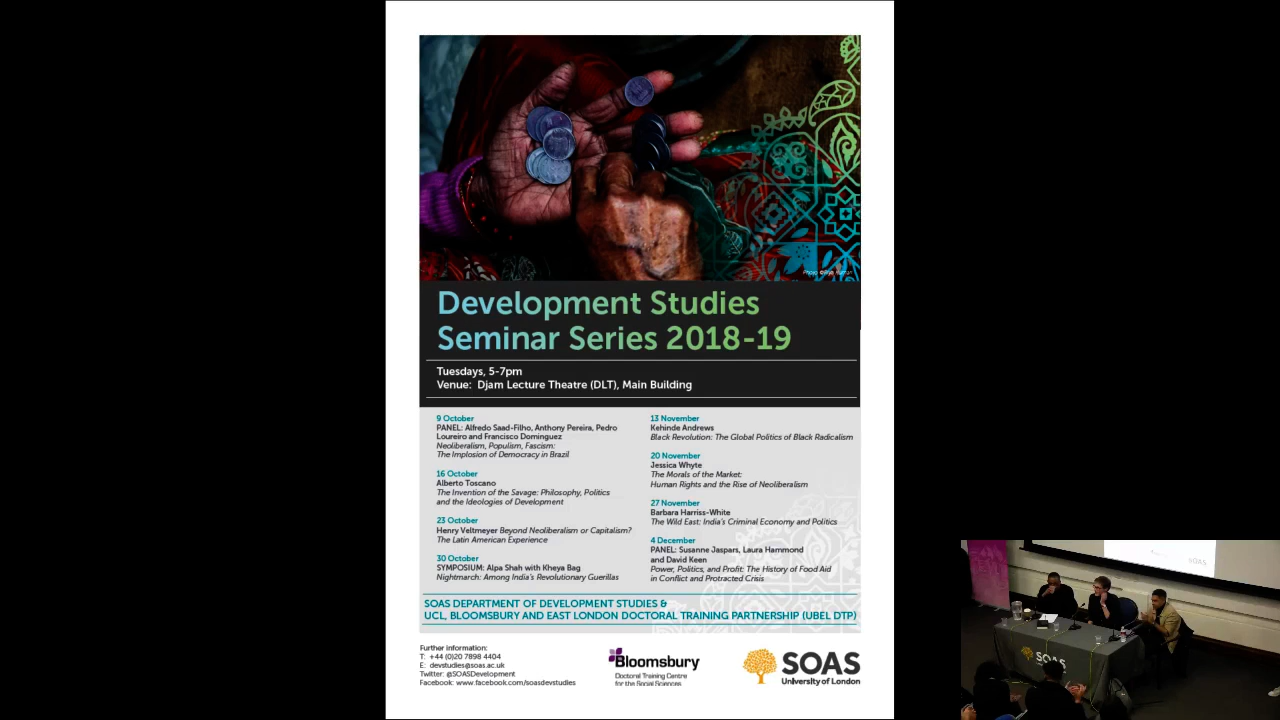 Photo ©Rije Human
Development Studies
Seminar Series 2018-19
Tuesdays, 5-7pm
Venue: Djam Lecture Theatre (DLT), Main Building
9 October
PANEL: Alfredo Saad-Filho, Anthony Pereira, Pedro
Loureiro and Francisco Dominguez
Neoliberalism, Populism, Fascism:
The Implosion of Democracy in Brazil
16 October
Alberto Toscano
The Invention of the Savage: Philosophy, Politics
and the Ideologies of Development
23 October
Henry Veltmeyer Beyond Neoliberalism or Capitalism?
The Latin American Experience
30 October
SYMPOSIUM: Alpa Shah with Kheya Bag
Nightmarch: Among India's Revolutionary Guerillas
13 November
Kehinde Andrews
Black Revolution: The Global Politics of Black Radicalism
20 November
Jessica Whyte
The Morals of the Market:
Human Rights and the Rise of Neoliberalism
27 November
Barbara Harriss-White
The Wild East: India's Criminal Economy and Politics
4 December
PANEL: Susanne Jaspars, Laura Hammond
and David Keen
Power, Politics, and Profit: The History of Food Aid
in Conflict and Protracted Crisis
SOAS DEPARTMENT OF DEVELOPMENT STUDIES &
UCL, BLOOMSBURY AND EAST LONDON DOCTORAL TRAINING PARTNERSHIP (UBEL DTP)
Further information:
T: +44 (0)20 7898 4404
E: devstudies@soas.ac.uk
Twitter: @SOASDevelopment
Facebook: www.facebook.com/soasdevstudies
Bloomsbury
Doctoral Training Centre
for the Social Sciences
SOAS
University of London
SOAS
SOAS